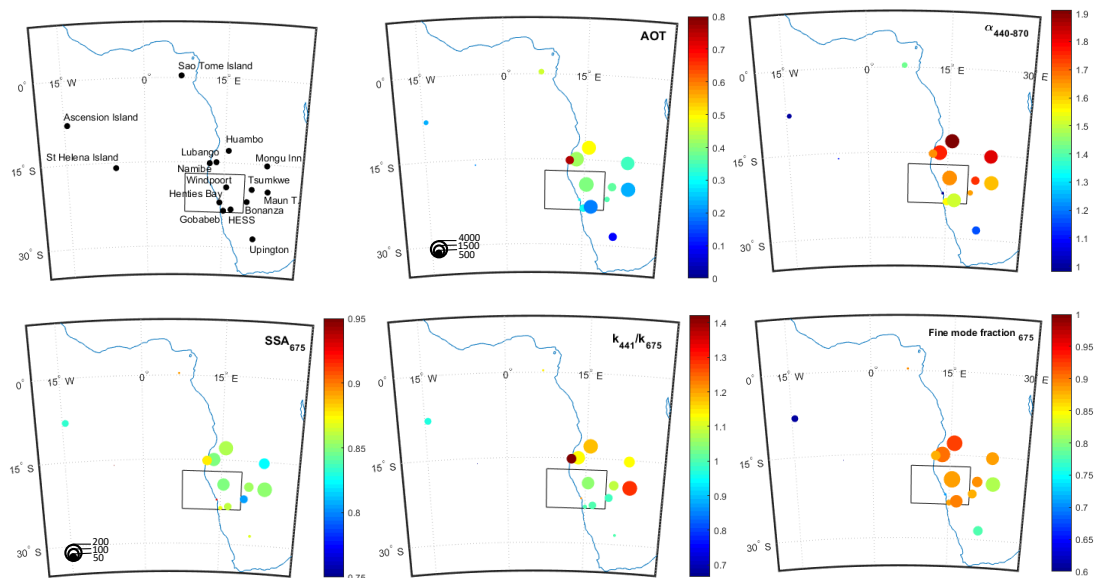 Sao Tome Island
0° 15° E
15° W
0°
Ascension Island
Huambo
Lubango
St Helena Island
Mongu Inn.
Namibe
15° S
Windpoort
Tsumkwe
Henties Bay
Maun T.
Bonanza
Gobabeb
HESS
Upington
30° S
AOT
0° 15° E
15° W
0°
15° S
4000
1500
500
30° S
0.8
0.7
0.6
0.5
0.4
0.3
0.2
0.1
0
α440-870
15° E
0°
30° E
15° W
0°
15° S
30° S
1.9
1.8
1.7
1.6
1.5
1.4
1.3
1.2
1.1
1
SSA675
0° 15° E
15° W
0°
15° S
200
100
50
30° S
0.95
0.9
0.85
0.8
0.75
k441/k675
0° 15° E
15° W
0°
15° S
30° S
1.4
1.3
1.2
1.1
1
0.9
0.8
0.7
Fine mode fraction 675
0° 15° E
15° W
0°
15° S
30° S
1
0.95
0.9
0.85
0.8
0.75
0.7
0.65
0.6